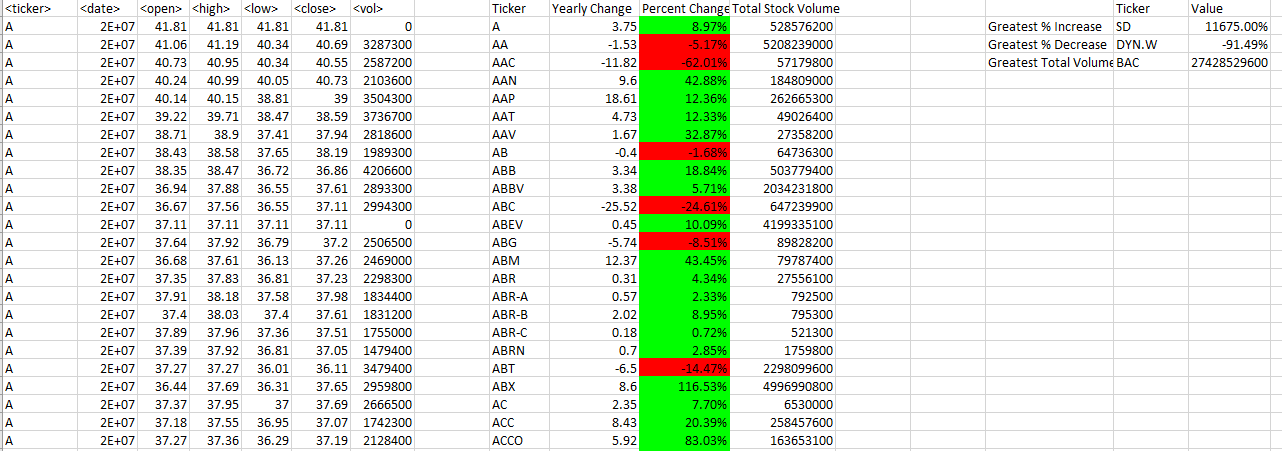 <ticker> <date> <open> <high> <low> <close> <vol> Ticker Yearly Change Percent Change Total Stock Volume Ticker Value
A 2E+07 41.81 41.81 41.81 41.81 0 A 3.75 8.97% 528576200 Greatest % Increase SD 11675.00%
A 2E+07 41.06 41.19 40.34 40.69 3287300 AA -1.53 -5.17% 5208239000 Greatest % Decrease DYN.W -91.49%
A 2E+07 40.73 40.95 40.34 40.55 2587200 AAC -11.82 -62.01% 57179800 Greatest Total Volume BAC 27428529600
A 2E+07 40.24 40.99 40.05 40.73 2103600 AAN 9.6 42.88% 184809000
A 2E+07 40.14 40.15 38.81 39 3504300 AAP 18.61 12.36% 262665300
A 2E+07 39.22 39.71 38.47 38.59 3736700 AAT 4.73 12.33% 49026400
A 2E+07 38.71 38.9 37.41 37.94 2818600 AAV 1.67 32.87% 27358200
A 2E+07 38.43 38.58 37.65 38.19 1989300 AB -0.4 -1.68% 64736300
A 2E+07 38.35 38.47 36.72 36.86 4206600 ABB 3.34 18.84% 503779400
A 2E+07 36.94 37.88 36.55 37.61 2893300 ABBV 3.38 5.71% 2034231800
A 2E+07 36.67 37.56 36.55 37.11 2994300 ABC -25.52 -24.61% 647239900
A 2E+07 37.11 37.11 37.11 37.11 0 ABEV 0.45 10.09% 4199335100
A 2E+07 37.64 37.92 36.79 37.2 2506500 ABG -5.74 -8.51% 89828200
A 2E+07 36.68 37.61 36.13 37.26 2469000 ABM 12.37 43.45% 79787400
A 2E+07 37.35 37.83 36.81 37.23 2298300 ABR 0.31 4.34% 27556100
A 2E+07 37.91 38.18 37.58 37.98 1834400 ABR-A 0.57 2.33% 792500
A 2E+07 37.4 38.03 37.4 37.61 1831200 ABR-B 2.02 8.95% 795300
A 2E+07 37.89 37.96 37.36 37.51 1755000 ABR-C 0.18 0.72% 521300
A 2E+07 37.39 37.92 36.81 37.05 1479400 ABRN 0.7 2.85% 1759800
A 2E+07 37.27 37.27 36.01 36.11 3479400 ABT -6.5 -14.47% 2298099600
A 2E+07 36.44 37.69 36.31 37.65 2959800 ABX 8.6 116.53% 4996990800
A 2E+07 37.37 37.95 37 37.69 2666500 AC 2.35 7.70% 6530000
A 2E+07 37.18 37.55 36.95 37.07 1742300 ACC 8.43 20.39% 258457600
A 2E+07 37.27 37.36 36.29 37.19 2128400 ACCO 5.92 83.03% 163653100